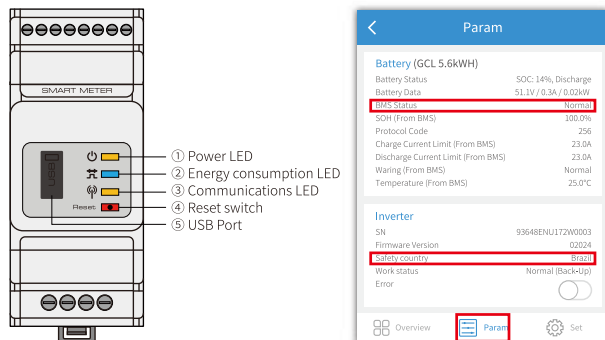 SMART METER
USB
Reset
① Power LED
② Energy consumption LED
③ Communications LED
④ Reset switch
⑤ USB Port
Param
Battery (GCL 5.6kWH)
Battery Status SOC: 14%, Discharge
Battery Data 51.1V / 0.3A / 0.02kW
BMS Status Normal
SOH (From BMS) 100.0%
Protocol Code 256
Charge Current Limit (From BMS) 23.0A
Discharge Current Limit (From BMS) 23.0A
Waring (From BMS) Normal
Temperature (From BMS) 25.0°C
Inverter
SN 93648ENU172W0003
Firmware Version 02024
Safety country Brazil
Work status Normal (Back-Up)
Error
Overview Param Set